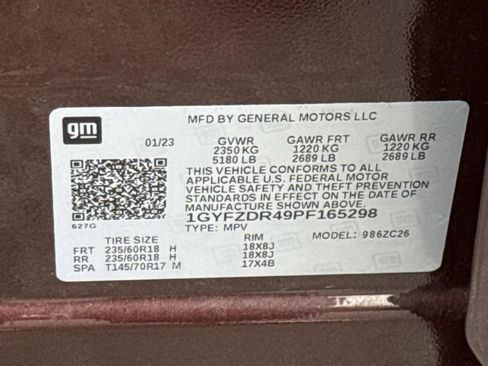 gm
MFD BY GENERAL MOTORS LLC
01/23 GVWR GAWR FRT GAWR RR
2350 KG 1220 KG 1220 KG
5180 LB 2689 LB 2689 LB
THIS VEHICLE CONFORMS TO ALL
APPLICABLE U.S. FEDERAL MOTOR
VEHICLE SAFETY AND THEFT PREVENTION
STANDARDS IN EFFECT ON THE DATE OF
MANUFACTURE SHOWN ABOVE.
1GYFZDR49PF165298
627G TYPE: MPV MODEL: 986ZC26
TIRE SIZE RIM
FRT 235/60R18 H 18X8J
RR 235/60R18 H 18X8J
SPA T145/70R17 M 17X4B